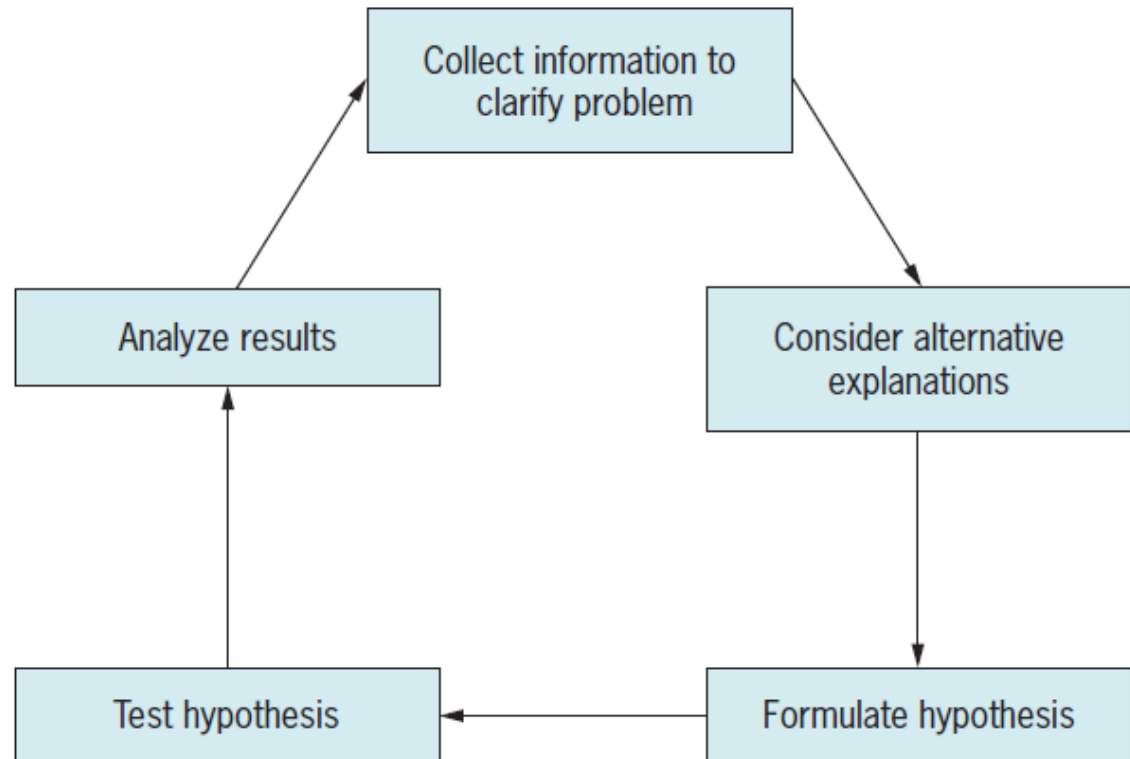 Collect information to
clarify problem
Analyze results
Consider alternative
explanations
Test hypothesis
Formulate hypothesis